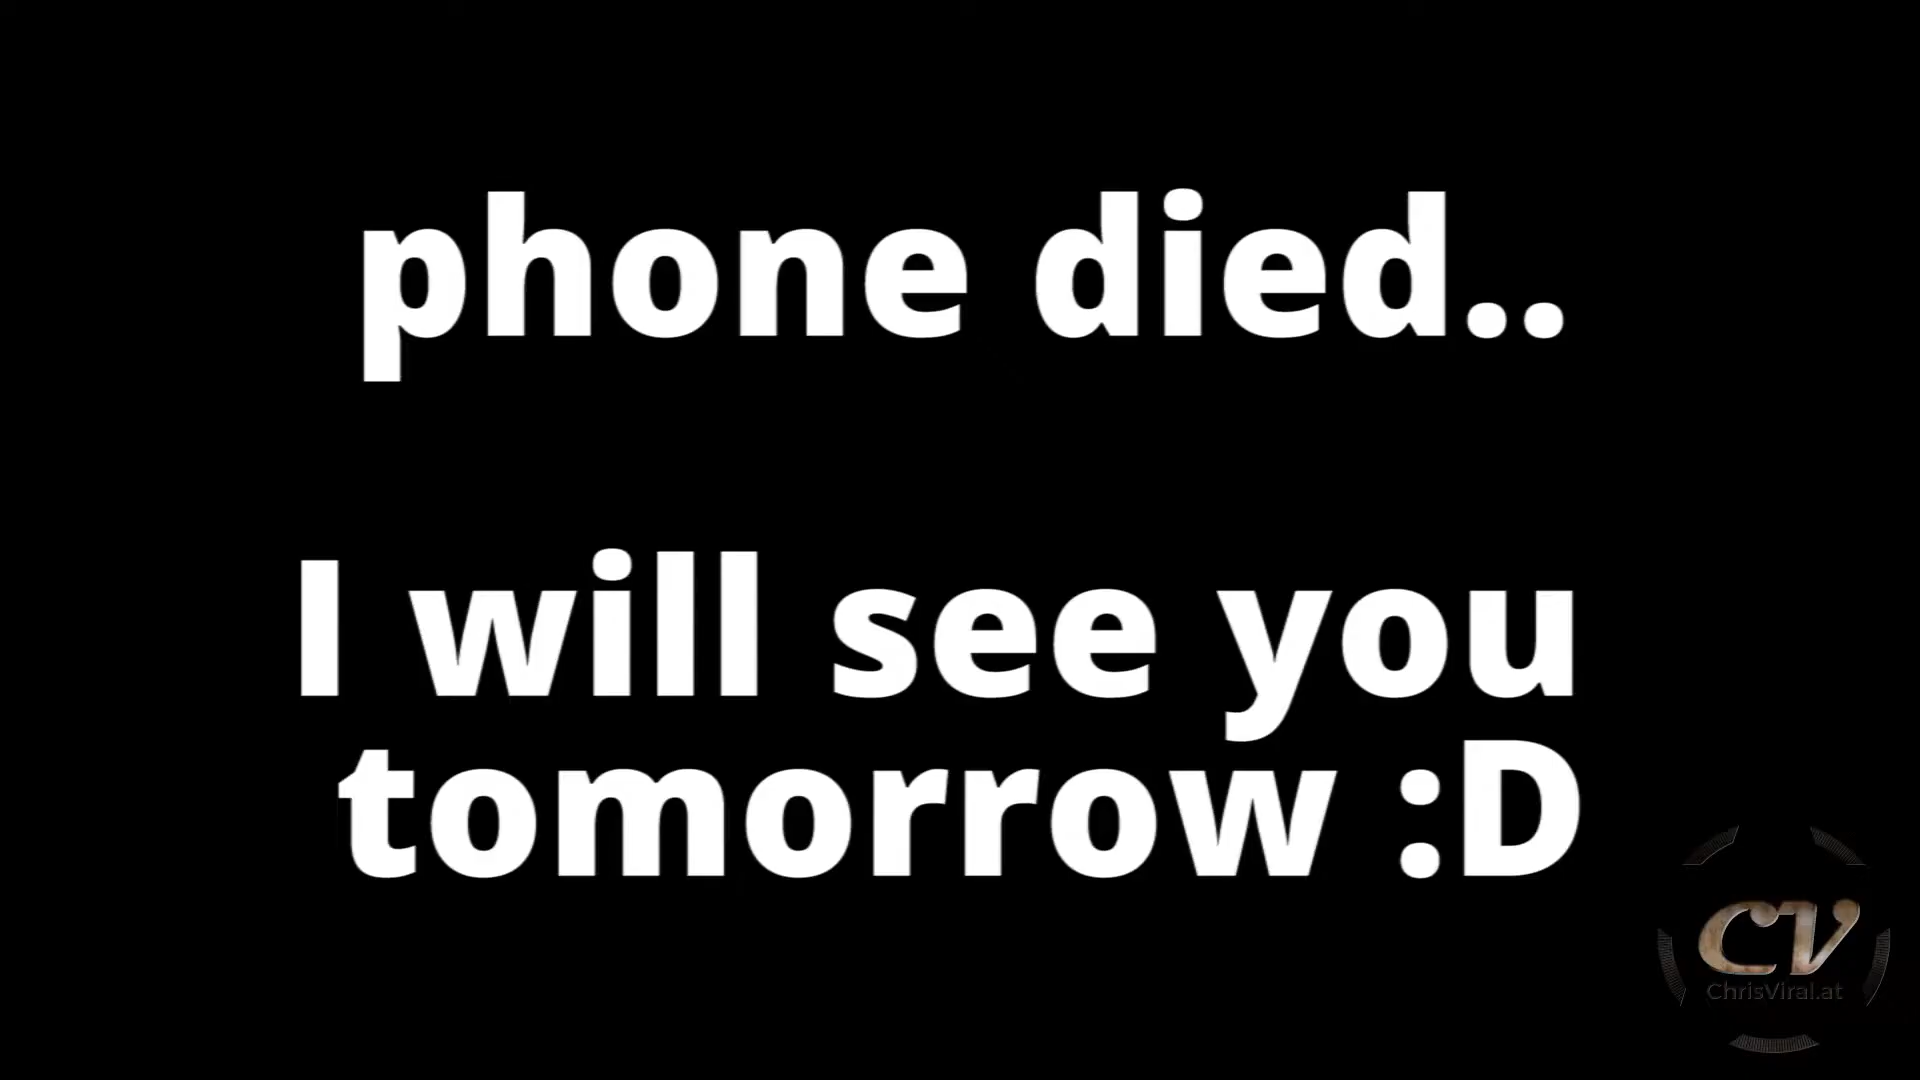 phone died..
I will see you
tomorrow :D
CV
ChrisViral.at